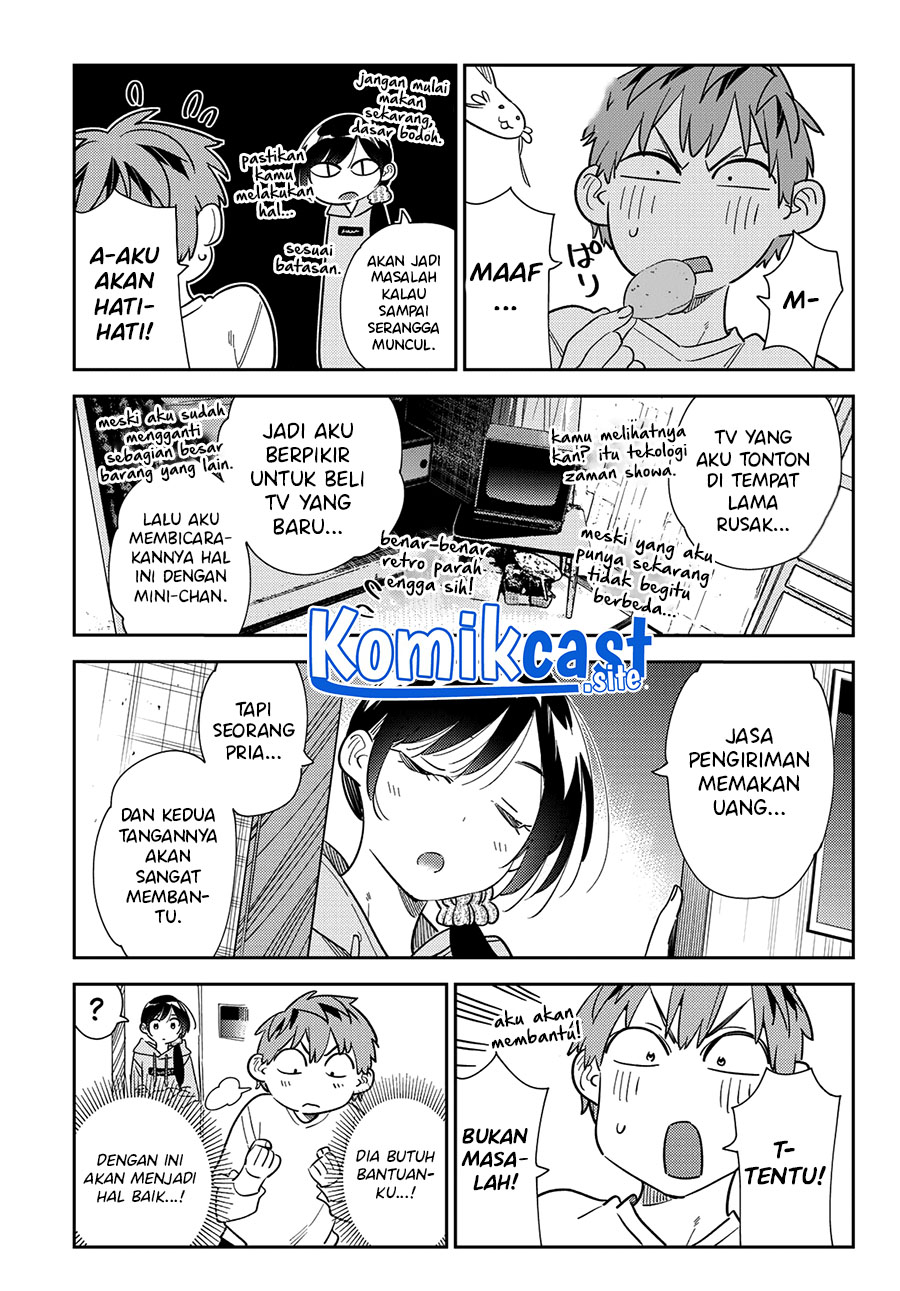 M-
MAAF
...
ぱり
jangan mulai
makan
sekarang,
dasar bodoh.
pastikan
kamu
melakukan
hal...
sesuai
batasan.
AKAN JADI
MASALAH
KALAU
SAMPAI
SERANGGA
MUNCUL.
A-AKU
AKAN
HATI-
HATI!
TV YANG
AKU TONTON
DI TEMPAT
LAMA
RUSAK...
kamu melihatnya
kan? itu tekologi
zaman showa.
meski yang aku
punya sekarang
tidak begitu
berbeda...
JADI AKU
BERPIKIR
UNTUK BELI
TV YANG
BARU...
benar-benar
retro parah
engga sih!
meski aku sudah
mengganti
sebagian besar
barang yang lain.
LALU AKU
MEMBICARA-
KANNYA HAL
INI DENGAN
MINI-CHAN.
Komikcast
.site
JASA
PENGIRIMAN
MEMAKAN
UANG...
TAPI
SEORANG
PRIA...
DAN KEDUA
TANGANNYA
AKAN
SANGAT
MEMBAN-
TU.
T-
TENTU!
aku akan
membantu!
BUKAN
MASA-
LAH!
DIA BUTUH
BANTUAN-
KU...!
?
DENGAN INI
AKAN MENJADI
HAL BAIK...!